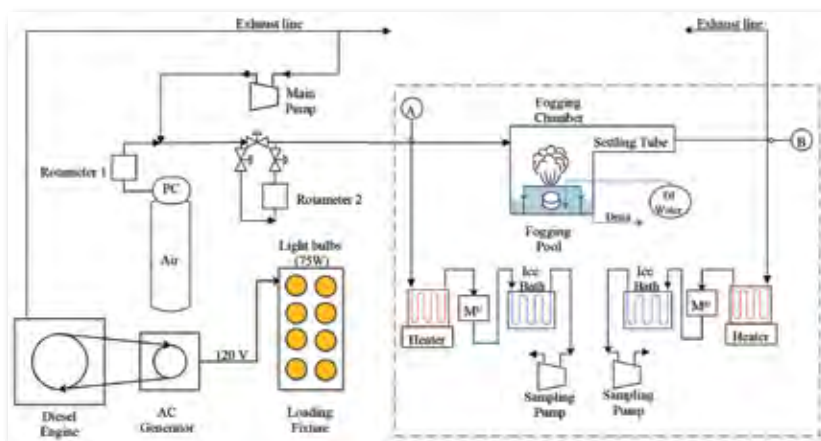 Exhaust line
Exhaust line
Main
Pump
A
Fogging
Chamber
Settling Tube
B
Rotameter 1
PC
Rotameter 2
DI
Water
Drain
Fogging
Pool
Air
Light bulbs
(75W)
Ice
Bath
Ice
Bath
Heater
Heater
120 V
Sampling
Pump
Sampling
Pump
Diesel
Engine
AC
Generator
Loading
Fixture